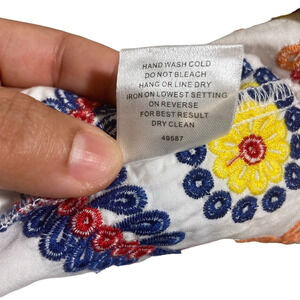 HAND WASH COLD
DO NOT BLEACH
HANG OR LINE DRY
IRON ON LOWEST SETTING
ON REVERSE
FOR BEST RESULT
DRY CLEAN
49587